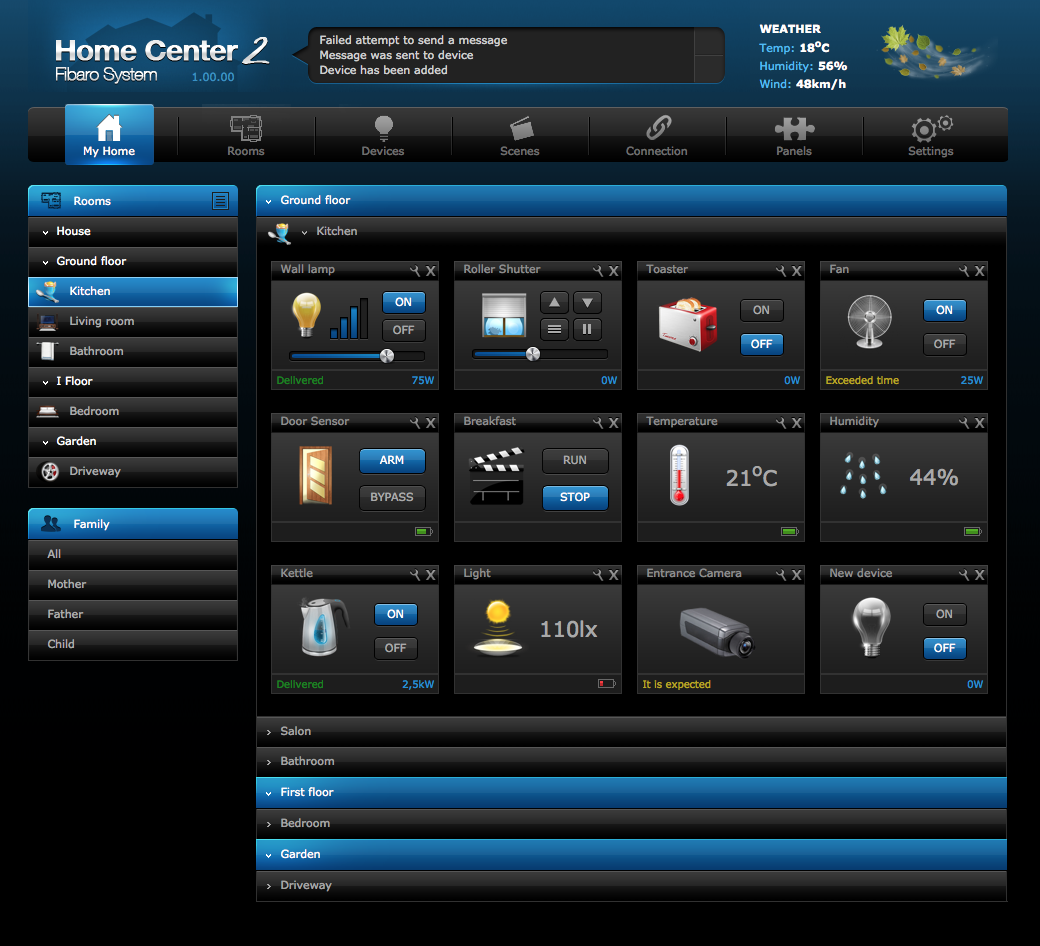 Home Center 2
Fibaro System 1.00.00
Failed attempt to send a message
Message was sent to device
Device has been added
WEATHER
Temp: 18°C
Humidity: 56%
Wind: 48km/h
My Home
Rooms
Devices
Scenes
Connection
Panels
Settings
Rooms
House
Ground floor
Kitchen
Living room
Bathroom
I Floor
Bedroom
Garden
Driveway
Family
All
Mother
Father
Child
Ground floor
Kitchen
Wall lamp
ON
OFF
Delivered 75W
Roller Shutter
0W
Toaster
ON
OFF
0W
Fan
ON
OFF
Exceeded time 25W
Door Sensor
ARM
BYPASS
Breakfast
RUN
STOP
Temperature
21°C
Humidity
44%
Kettle
ON
OFF
Delivered 2,5kW
Light
110lx
Entrance Camera
It is expected
New device
ON
OFF
0W
Salon
Bathroom
First floor
Bedroom
Garden
Driveway